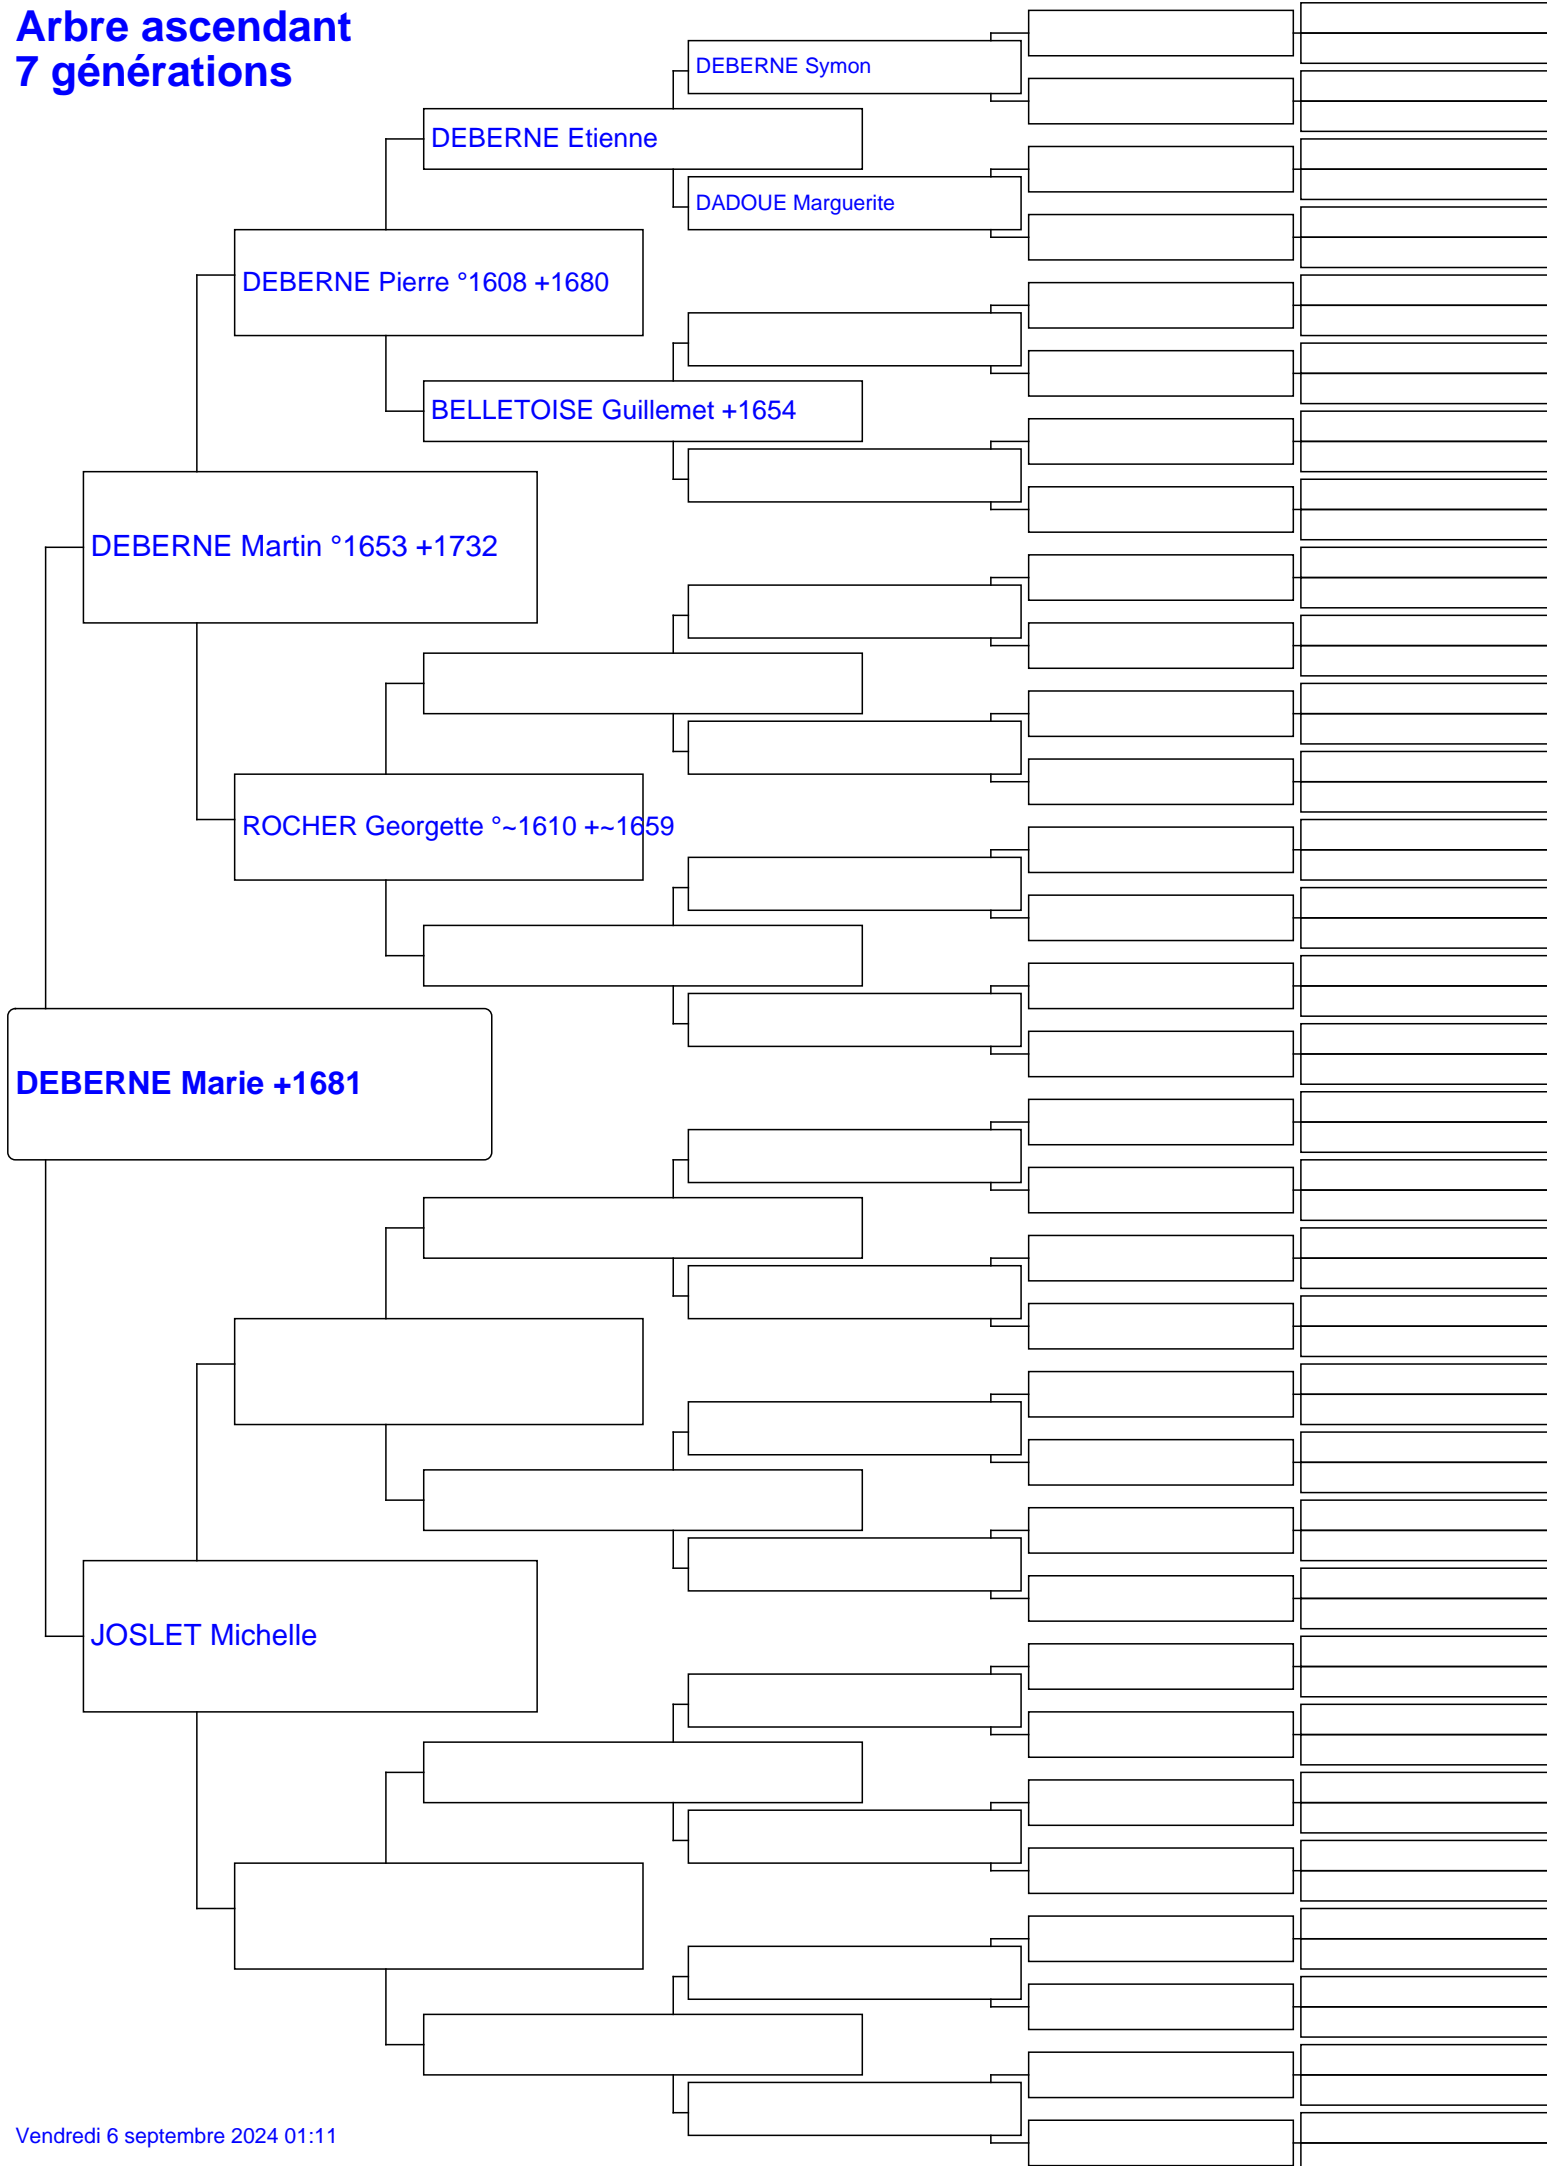 Arbre ascendant
7 générations
DEBERNE Symon
DEBERNE Etienne
DADOUE Marguerite
DEBERNE Pierre °1608 +1680
BELLETOISE Guillemet +1654
DEBERNE Martin °1653 +1732
ROCHER Georgette °~1610 +~1659
DEBERNE Marie +1681
JOSLET Michelle
Vendredi 6 septembre 2024 01:11